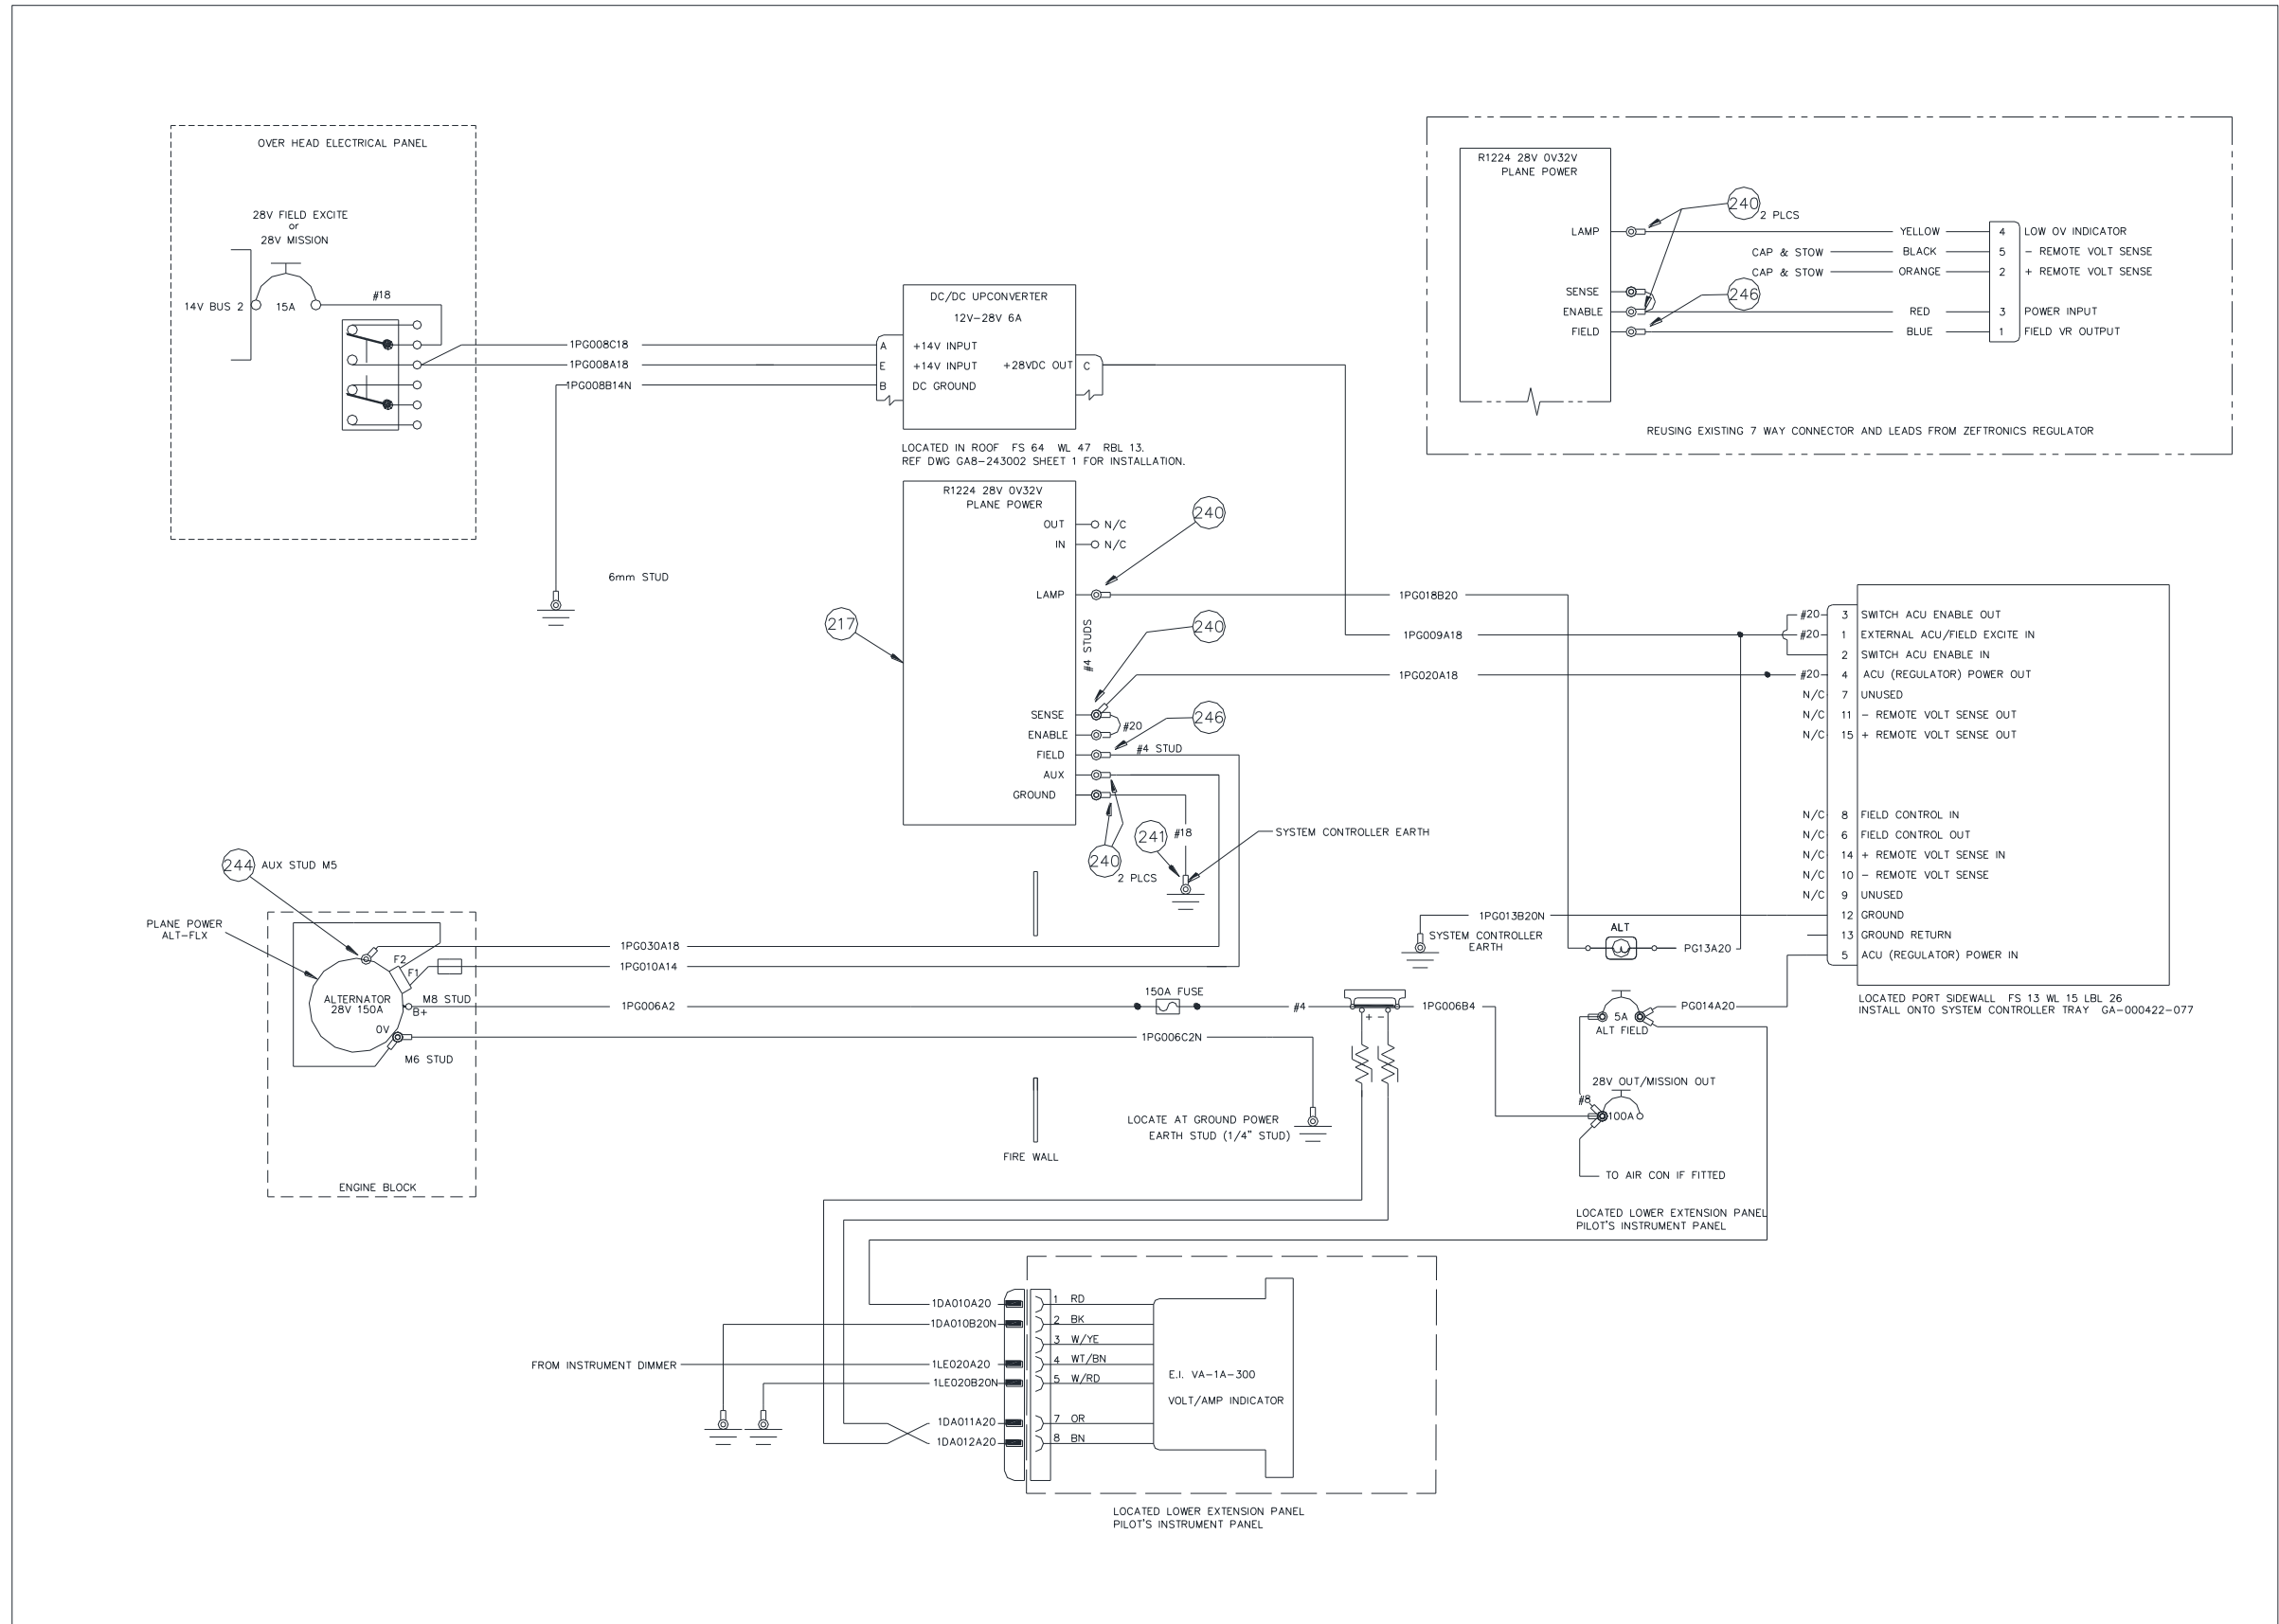 OVER HEAD ELECTRICAL PANEL
28V FIELD EXCITE
or
28V MISSION
14V BUS 2
15A
#18
1PG008C18
1PG008A18
1PG008B14N
6mm STUD
DC/DC UPCONVERTER
12V-28V 6A
A +14V INPUT
E +14V INPUT
B DC GROUND
+28VDC OUT C
LOCATED IN ROOF FS 64 WL 47 RBL 13.
REF DWG GA8-243002 SHEET 1 FOR INSTALLATION.
R1224 28V 0V32V
PLANE POWER
LAMP
SENSE
ENABLE
FIELD
240
2 PLCS
246
YELLOW
CAP & STOW BLACK
CAP & STOW ORANGE
RED
BLUE
4 LOW OV INDICATOR
5 - REMOTE VOLT SENSE
2 + REMOTE VOLT SENSE
3 POWER INPUT
1 FIELD VR OUTPUT
REUSING EXISTING 7 WAY CONNECTOR AND LEADS FROM ZEFTRONICS REGULATOR
R1224 28V 0V32V
PLANE POWER
OUT N/C
IN N/C
LAMP
#4 STUDS
SENSE
ENABLE
FIELD
AUX
GROUND
217
240
240
246
#20
#4 STUD
241
#18
240
2 PLCS
SYSTEM CONTROLLER EARTH
1PG018B20
1PG009A18
1PG020A18
#20 3 SWITCH ACU ENABLE OUT
#20 1 EXTERNAL ACU/FIELD EXCITE IN
2 SWITCH ACU ENABLE IN
#20 4 ACU (REGULATOR) POWER OUT
N/C 7 UNUSED
N/C 11 - REMOTE VOLT SENSE OUT
N/C 15 + REMOTE VOLT SENSE OUT
N/C 8 FIELD CONTROL IN
N/C 6 FIELD CONTROL OUT
N/C 14 + REMOTE VOLT SENSE IN
N/C 10 - REMOTE VOLT SENSE
N/C 9 UNUSED
12 GROUND
13 GROUND RETURN
5 ACU (REGULATOR) POWER IN
LOCATED PORT SIDEWALL FS 13 WL 15 LBL 26
INSTALL ONTO SYSTEM CONTROLLER TRAY GA-000422-077
1PG013B20N
SYSTEM CONTROLLER
EARTH
ALT
PG13A20
244 AUX STUD M5
PLANE POWER
ALT-FLX
F2
F1
ALTERNATOR
28V 150A
M8 STUD
B+
0V
M6 STUD
ENGINE BLOCK
1PG030A18
1PG010A14
1PG006A2
150A FUSE
#4
+ -
1PG006B4
1PG006C2N
LOCATE AT GROUND POWER
EARTH STUD (1/4" STUD)
FIRE WALL
5A
ALT FIELD
PG014A20
28V OUT/MISSION OUT
#8
100A
TO AIR CON IF FITTED
LOCATED LOWER EXTENSION PANEL
PILOT'S INSTRUMENT PANEL
1DA010A20 1 RD
1DA010B20N 2 BK
3 W/YE
FROM INSTRUMENT DIMMER 1LE020A20 4 WT/BN
1LE020B20N 5 W/RD
1DA011A20 7 OR
1DA012A20 8 BN
E.I. VA-1A-300
VOLT/AMP INDICATOR
LOCATED LOWER EXTENSION PANEL
PILOT'S INSTRUMENT PANEL